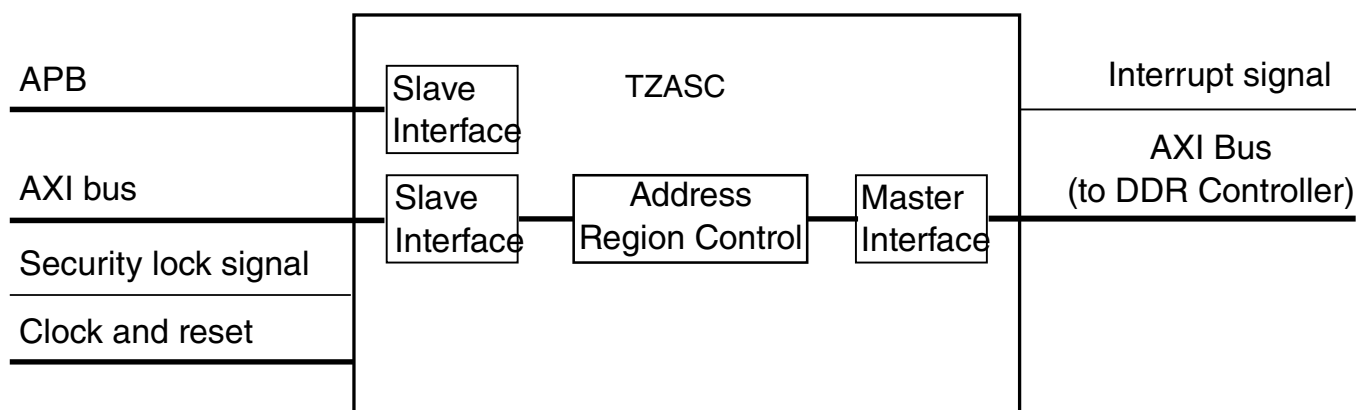 APB
Slave
Interface
TZASC
Interrupt signal
AXI bus
Slave
Interface
Address
Region Control
Master
Interface
AXI Bus
(to DDR Controller)
Security lock signal
Clock and reset